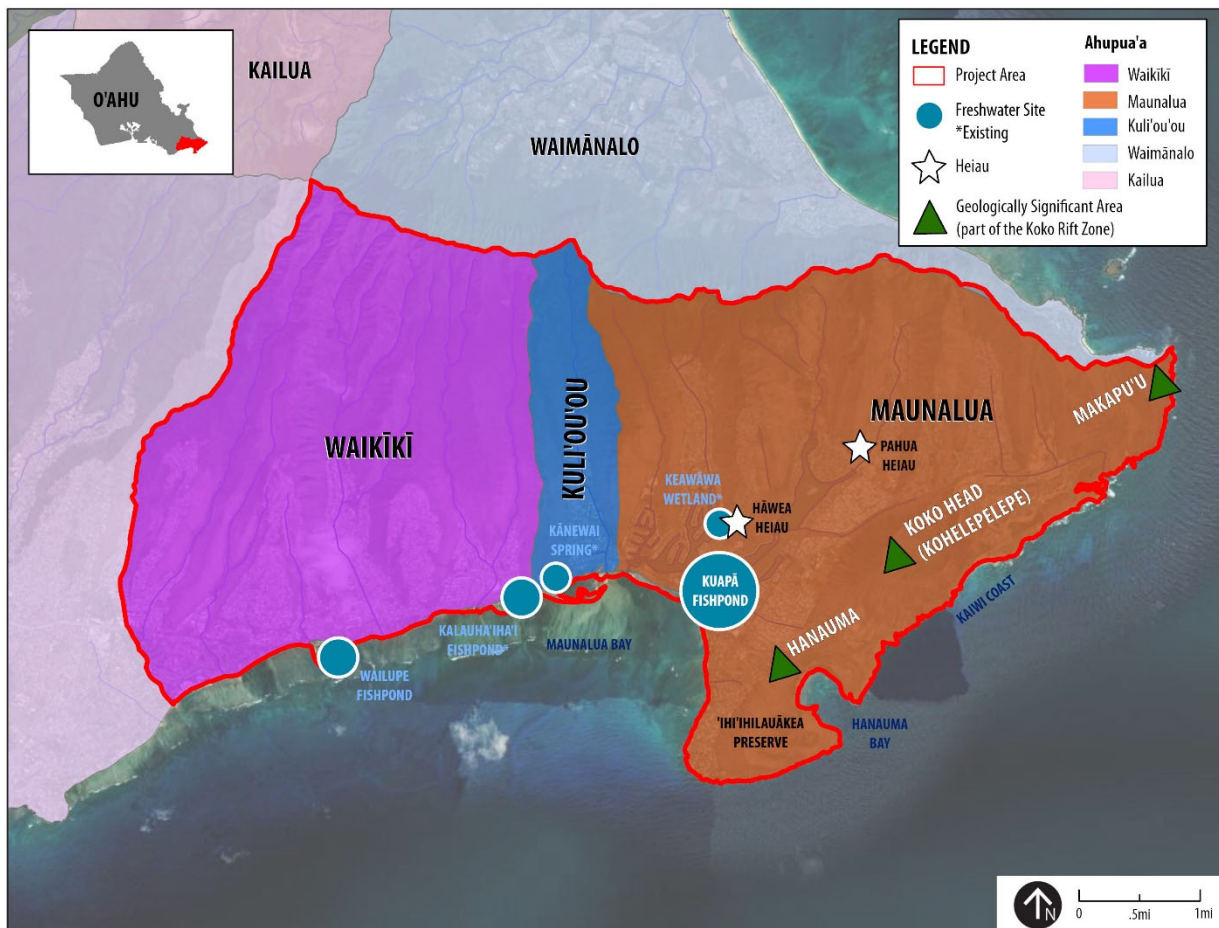 O'AHU
KAILUA
WAIMĀNALO
LEGEND
Project Area
Freshwater Site
*Existing
Heiau
Geologically Significant Area
(part of the Koko Rift Zone)
Ahupua'a
Waikīkī
Maunalua
Kuli'ou'ou
Waimānalo
Kailua
WAIKĪKĪ
KULI'OU'OU
MAUNALUA
MAKAPU'U
PAHUA
HEIAU
KEAWĀWA
WETLAND*
HĀWEA
HEIAU
KOKO HEAD
(KOHELEPELEPE)
KĀNEWAI
SPRING*
KUAPĀ
FISHPOND
KAIWI COAST
KALAUHA'IHA'I
FISHPOND*
MAUNALUA BAY
HANAUMA
WAILUPE
FISHPOND
'IHI'IHILAUĀKEA
PRESERVE
HANAUMA
BAY
N
0 .5mi 1mi